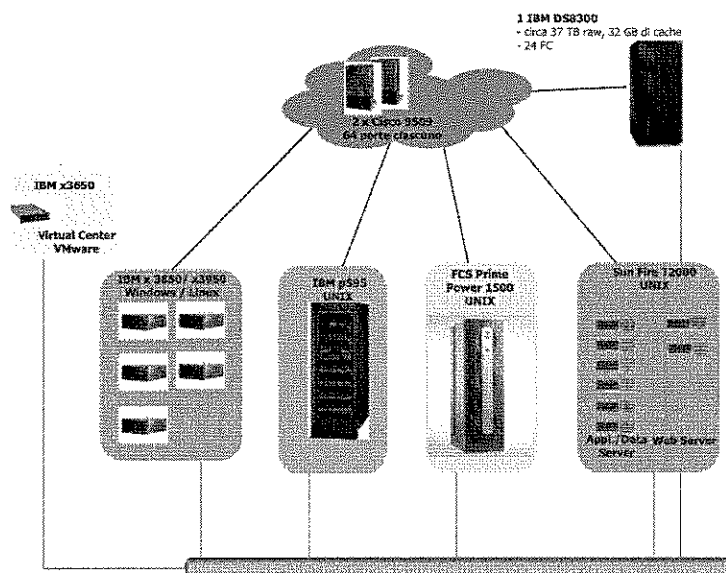 1 IBM DS8300
- circa 37 TB raw, 32 GB di cache
- 24 FC
2 x Cisco 9509
64 porte ciascuno
IBM x3650
Virtual Center
VMware
IBM x 3850/ x3950
Windows / Linux
IBM p595
UNIX
FCS Prime
Power 1500
UNIX
Sun Fire T2000
UNIX
Appl./Data
Server
Web Server